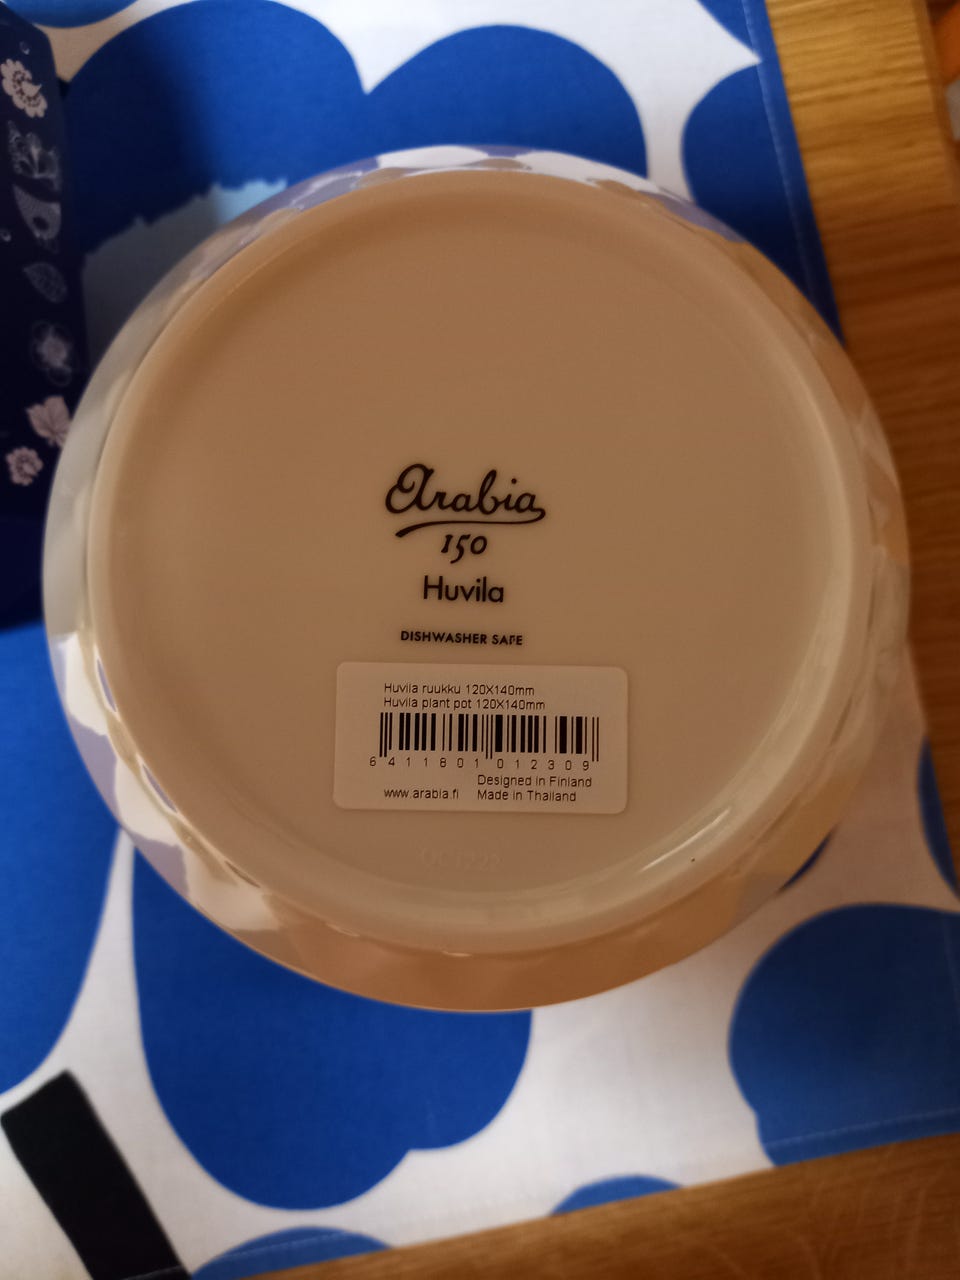 Arabia
150
Huvila
DISHWASHER SAFE
Huvila ruukku 120X140mm
Huvila plant pot 120X140mm
6 411801 012309
Designed in Finland
www.arabia.fi Made in Thailand